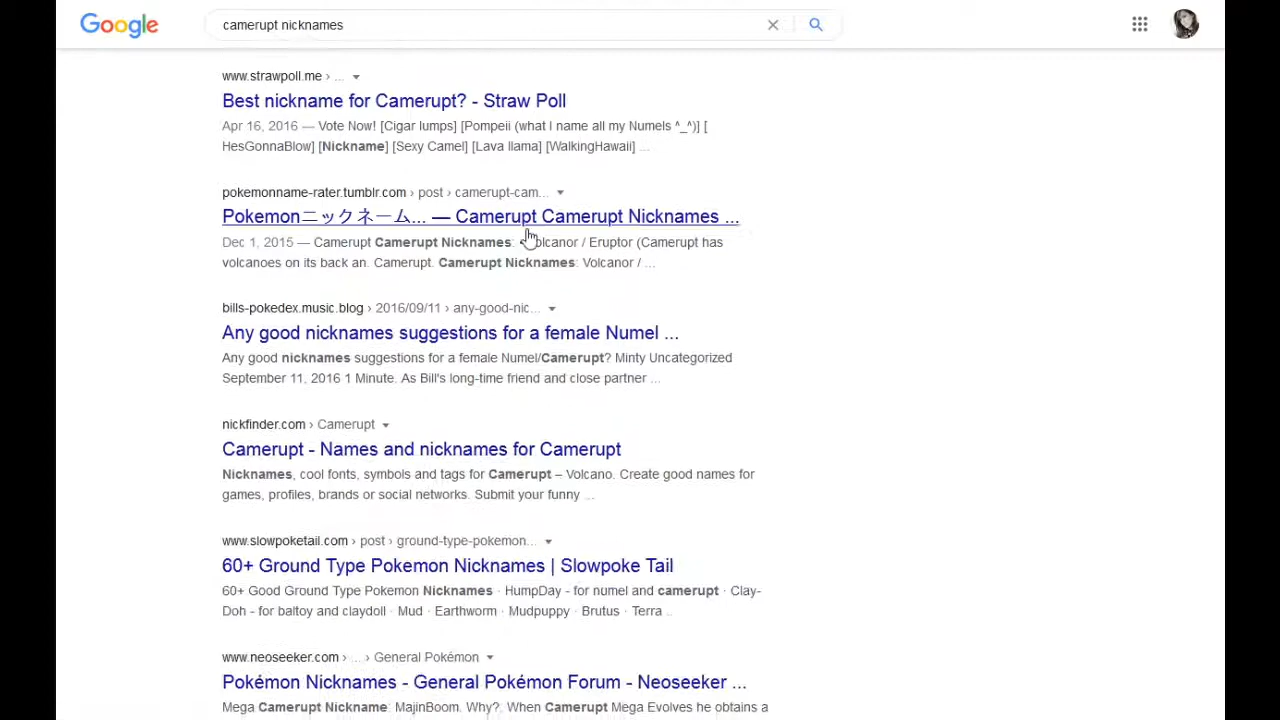 Google
camerupt nicknames
www.strawpoll.me › ...
Best nickname for Camerupt? - Straw Poll
Apr 16, 2016 — Vote Now! [Cigar lumps] [Pompeii (what I name all my Numels ^_^)] [
HesGonnaBlow] [Nickname] [Sexy Camel] [Lava llama] [WalkingHawaii] ...
pokemonname-rater.tumblr.com › post › camerupt-cam...
Pokemonニックネーム... — Camerupt Camerupt Nicknames ...
Dec 1, 2015 — Camerupt Camerupt Nicknames: Volcanor / Eruptor (Camerupt has
volcanoes on its back an. Camerupt. Camerupt Nicknames: Volcanor / ...
bills-pokedex.music.blog › 2016/09/11 › any-good-nic...
Any good nicknames suggestions for a female Numel ...
Any good nicknames suggestions for a female Numel/Camerupt? Minty Uncategorized
September 11, 2016 1 Minute. As Bill's long-time friend and close partner ...
nickfinder.com › Camerupt
Camerupt - Names and nicknames for Camerupt
Nicknames, cool fonts, symbols and tags for Camerupt – Volcano. Create good names for
games, profiles, brands or social networks. Submit your funny ...
www.slowpoketail.com › post › ground-type-pokemon...
60+ Ground Type Pokemon Nicknames | Slowpoke Tail
60+ Good Ground Type Pokemon Nicknames · HumpDay - for numel and camerupt · Clay-
Doh - for baltoy and claydoll · Mud · Earthworm · Mudpuppy · Brutus · Terra ..
www.neoseeker.com › ... › General Pokémon
Pokémon Nicknames - General Pokémon Forum - Neoseeker ...
Mega Camerupt Nickname: MajinBoom. Why?. When Camerupt Mega Evolves he obtains a